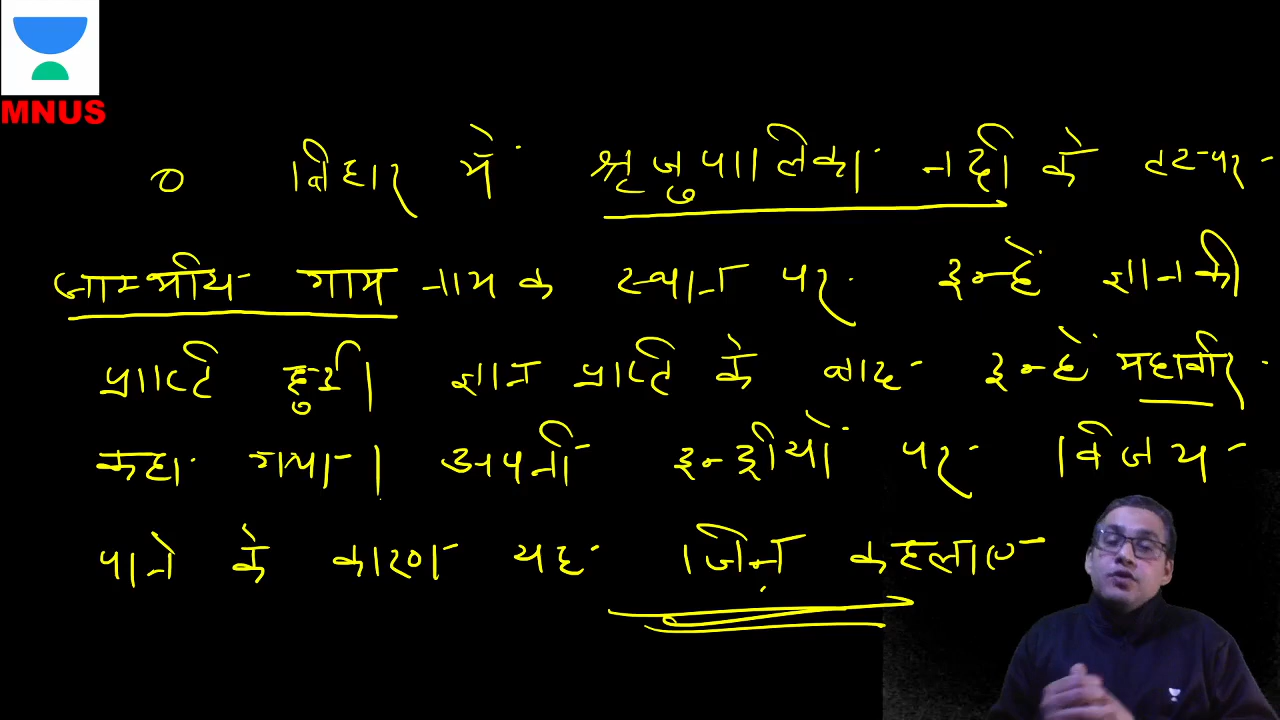 MNUS
० बिहार में ऋजुपालिका नदी के तट पर
जाम्भीय गाम नामक स्थान पर इन्हें ज्ञान की
प्राप्ति हुई। ज्ञान प्राप्ति के बाद इन्हें महावीर
कहा गया। अपनी इन्द्रीयों पर विजय
पाने के कारण यह जिन कहलाए